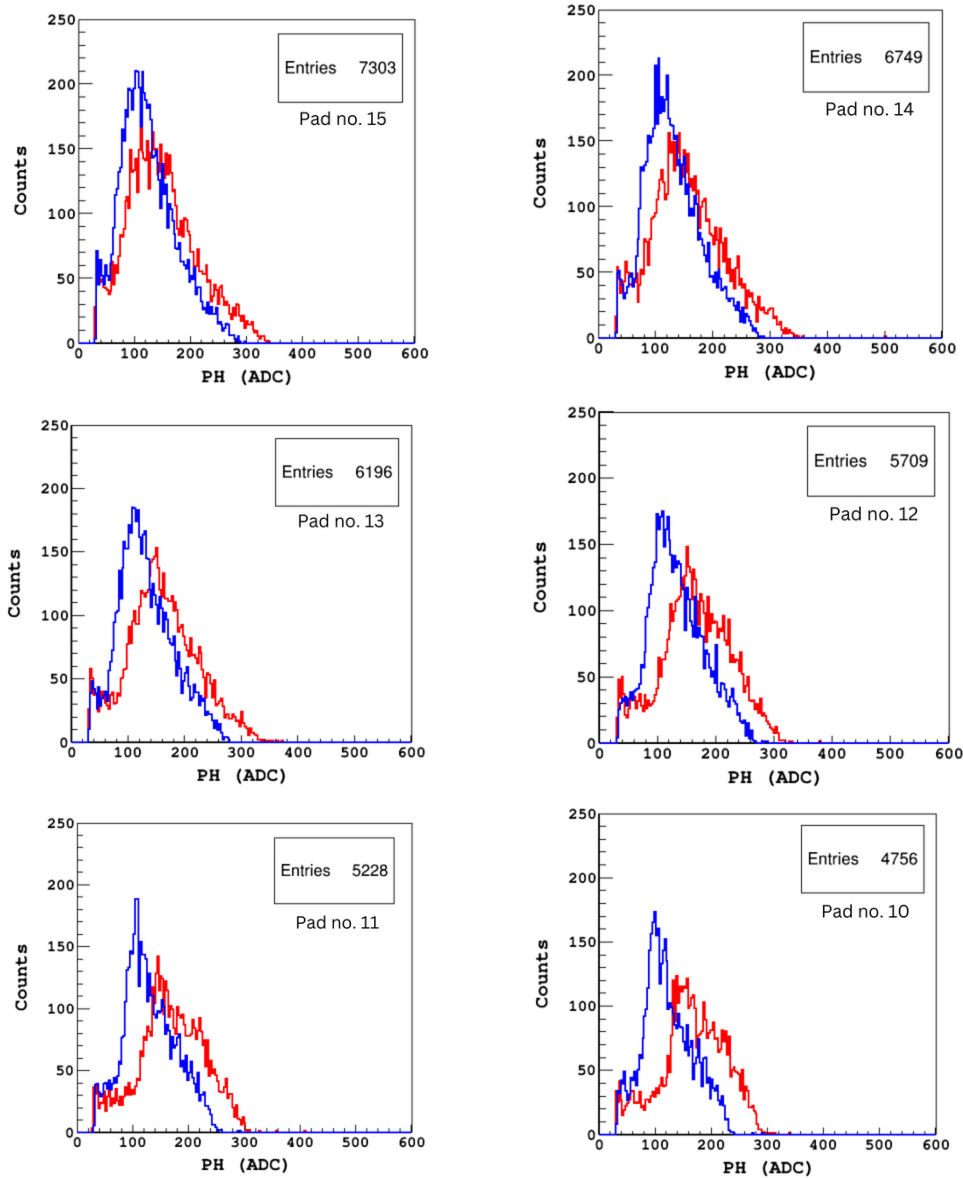 250
200
150
100
50
0
Counts
Entries 7303
Pad no. 15
0 100 200 300 400 500 600
PH (ADC)
250
200
150
100
50
0
Counts
Entries 6749
Pad no. 14
0 100 200 300 400 500 600
PH (ADC)
250
200
150
100
50
0
Counts
Entries 6196
Pad no. 13
0 100 200 300 400 500 600
PH (ADC)
250
200
150
100
50
0
Counts
Entries 5709
Pad no. 12
0 100 200 300 400 500 600
PH (ADC)
250
200
150
100
50
0
Counts
Entries 5228
Pad no. 11
0 100 200 300 400 500 600
PH (ADC)
250
200
150
100
50
0
Counts
Entries 4756
Pad no. 10
0 100 200 300 400 500 600
PH (ADC)